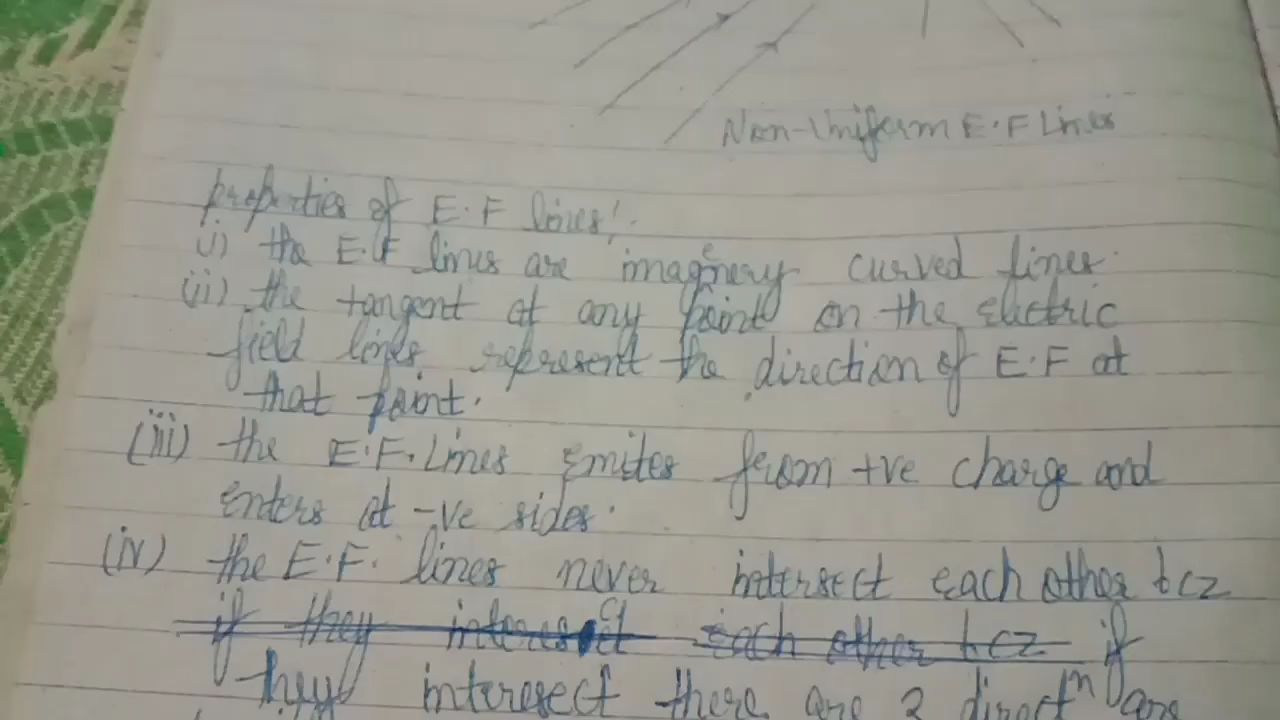 Non-Uniform E.F Lines
properties of E.F lines:-
(i) the E.F lines are imaginery curved lines.
(ii) the tangent at any point on the electric
field lines represent the direction of E.F at
that point.
(iii) the E.F. Lines Emites from +ve charge and
Enters at -ve sides.
(iv) the E.F. lines never intersect each other bcz
if they intersect Each other bcz if
they interesect there are 2 directn are